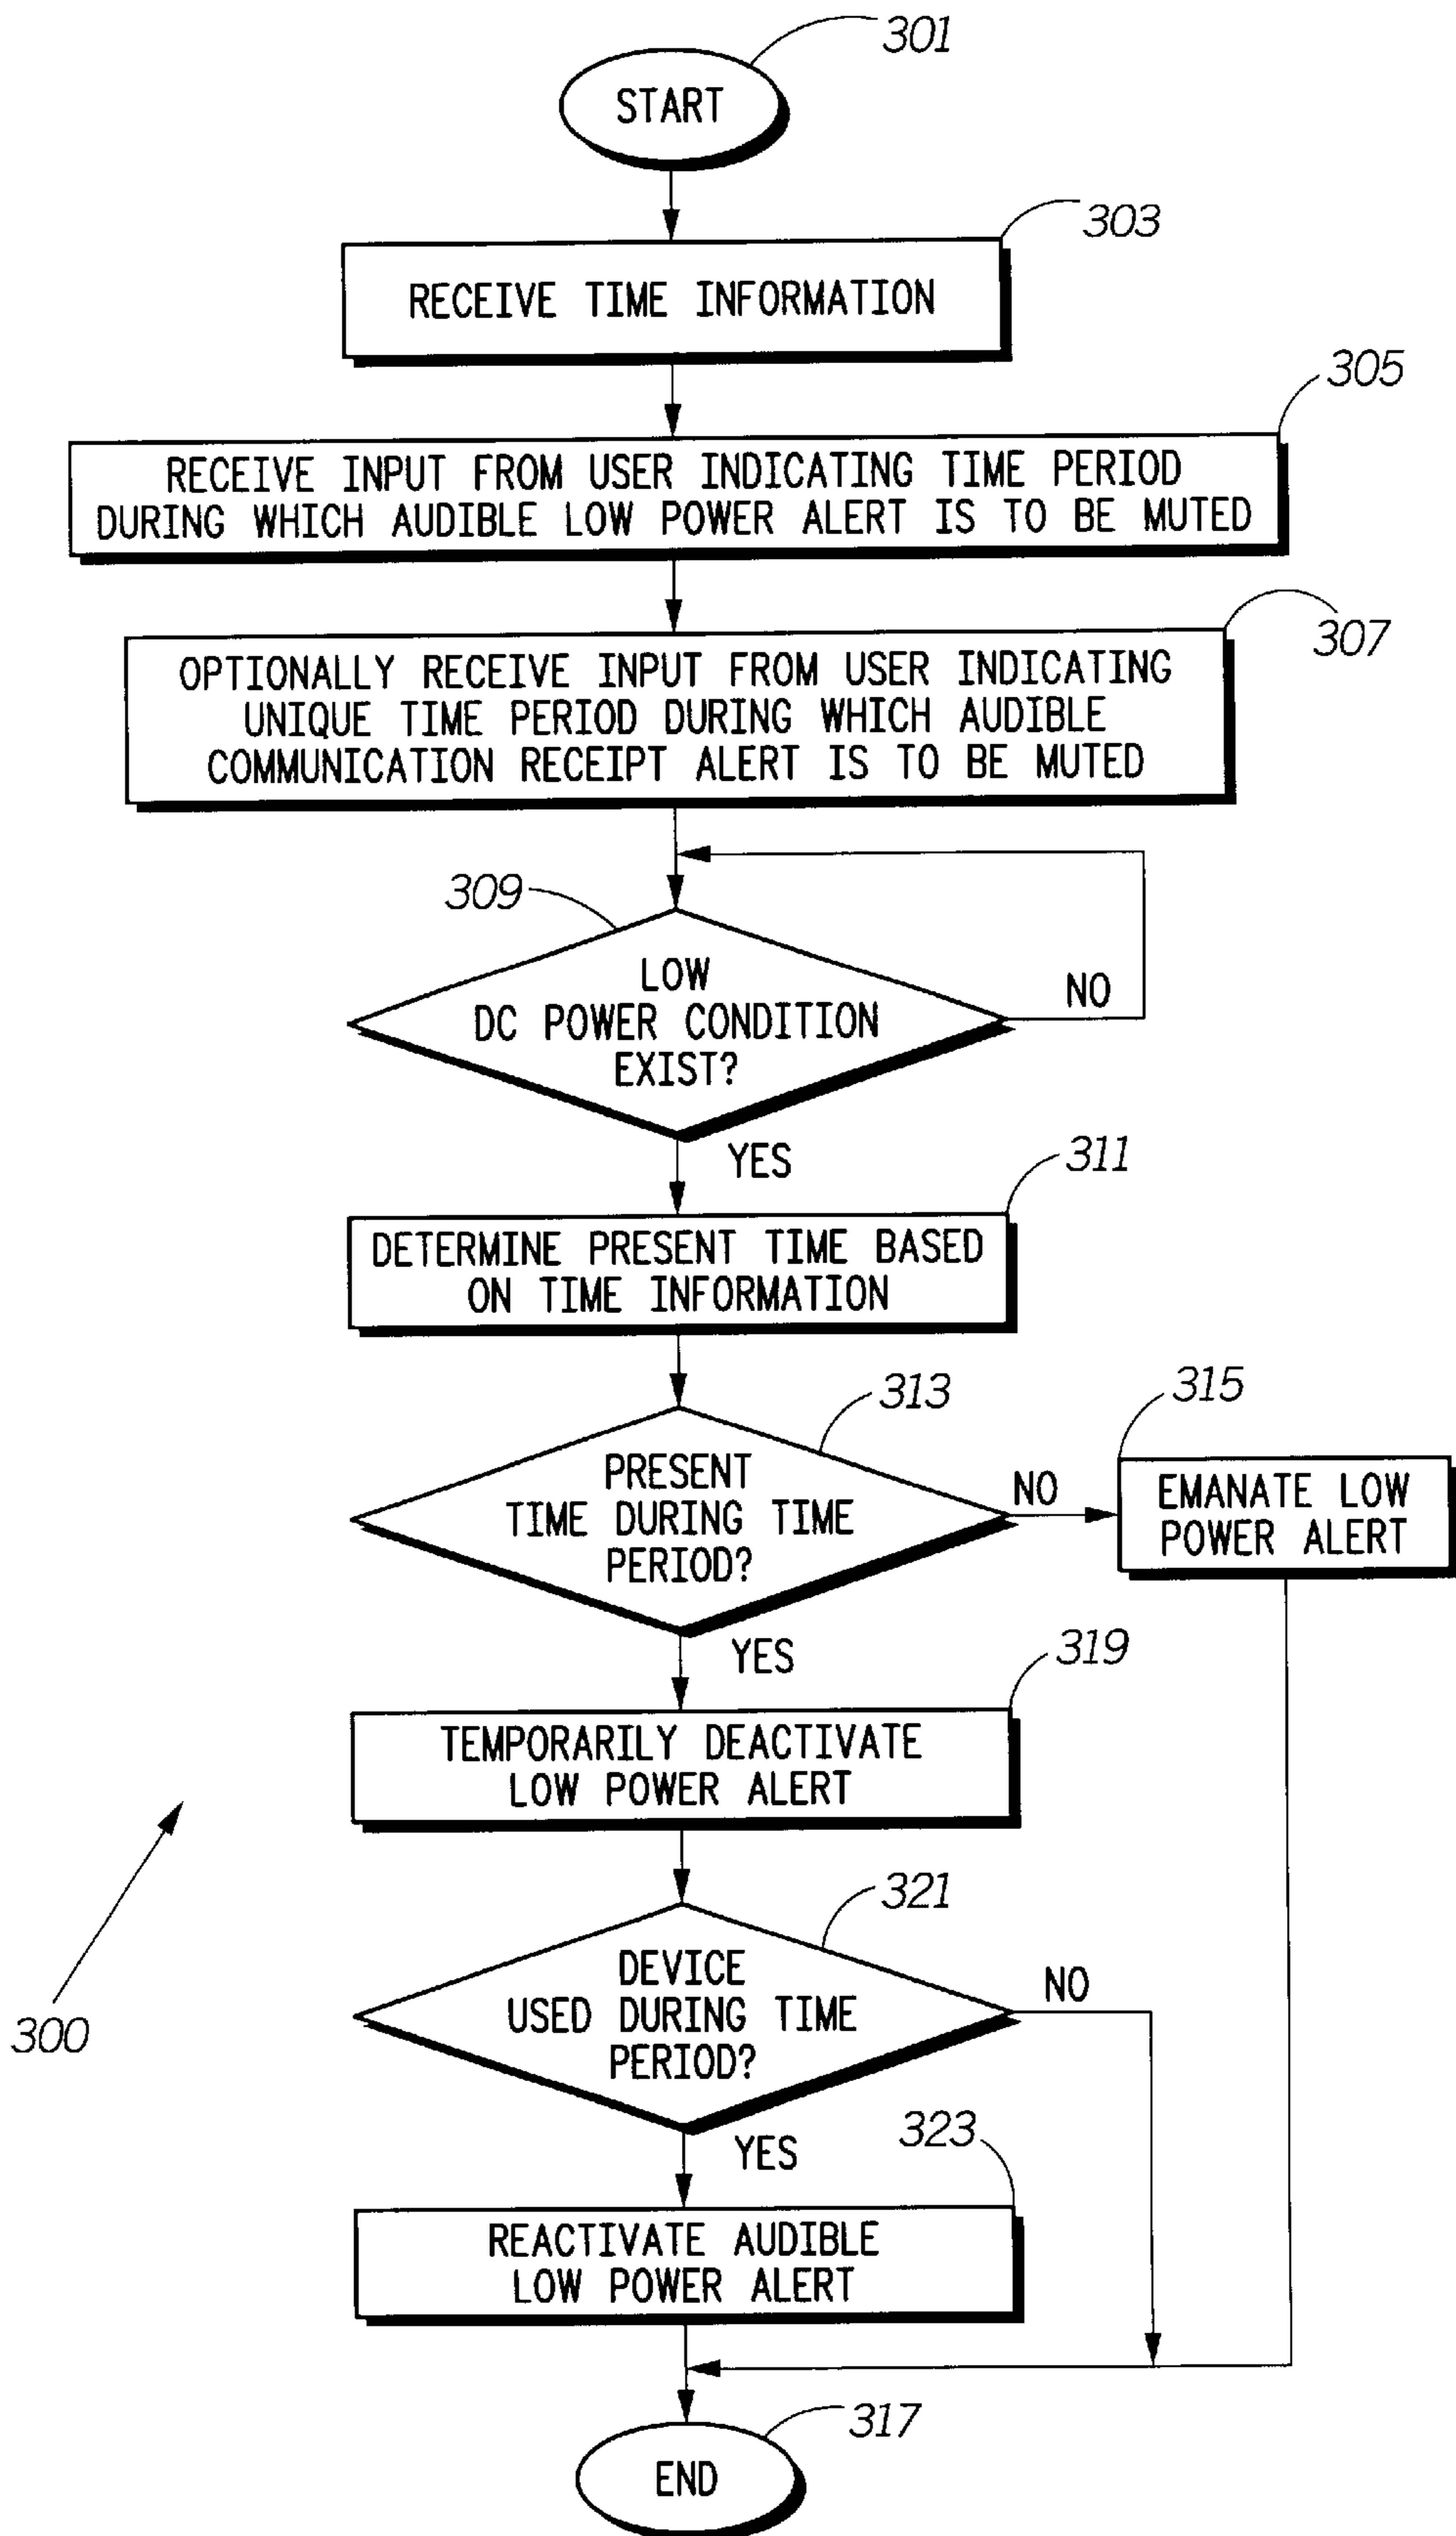 301
START
303
RECEIVE TIME INFORMATION
305
RECEIVE INPUT FROM USER INDICATING TIME PERIOD
DURING WHICH AUDIBLE LOW POWER ALERT IS TO BE MUTED
307
OPTIONALLY RECEIVE INPUT FROM USER INDICATING
UNIQUE TIME PERIOD DURING WHICH AUDIBLE
COMMUNICATION RECEIPT ALERT IS TO BE MUTED
309
LOW
DC POWER CONDITION
EXIST?
NO
YES
311
DETERMINE PRESENT TIME BASED
ON TIME INFORMATION
313
PRESENT
TIME DURING TIME
PERIOD?
NO
315
EMANATE LOW
POWER ALERT
YES
319
TEMPORARILY DEACTIVATE
LOW POWER ALERT
321
DEVICE
USED DURING TIME
PERIOD?
NO
300
YES
323
REACTIVATE AUDIBLE
LOW POWER ALERT
317
END